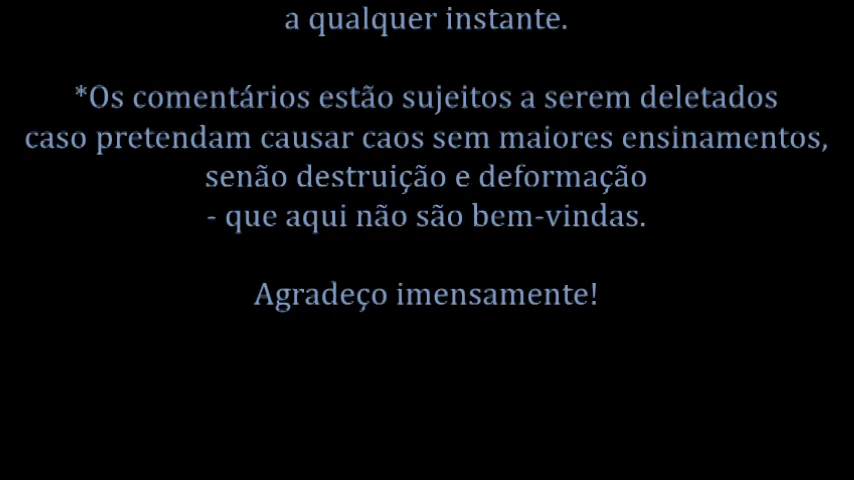 a qualquer instante.
*Os comentários estão sujeitos a serem deletados
caso pretendam causar caos sem maiores ensinamentos,
senão destruição e deformação
- que aqui não são bem-vindas.
Agradeço imensamente!